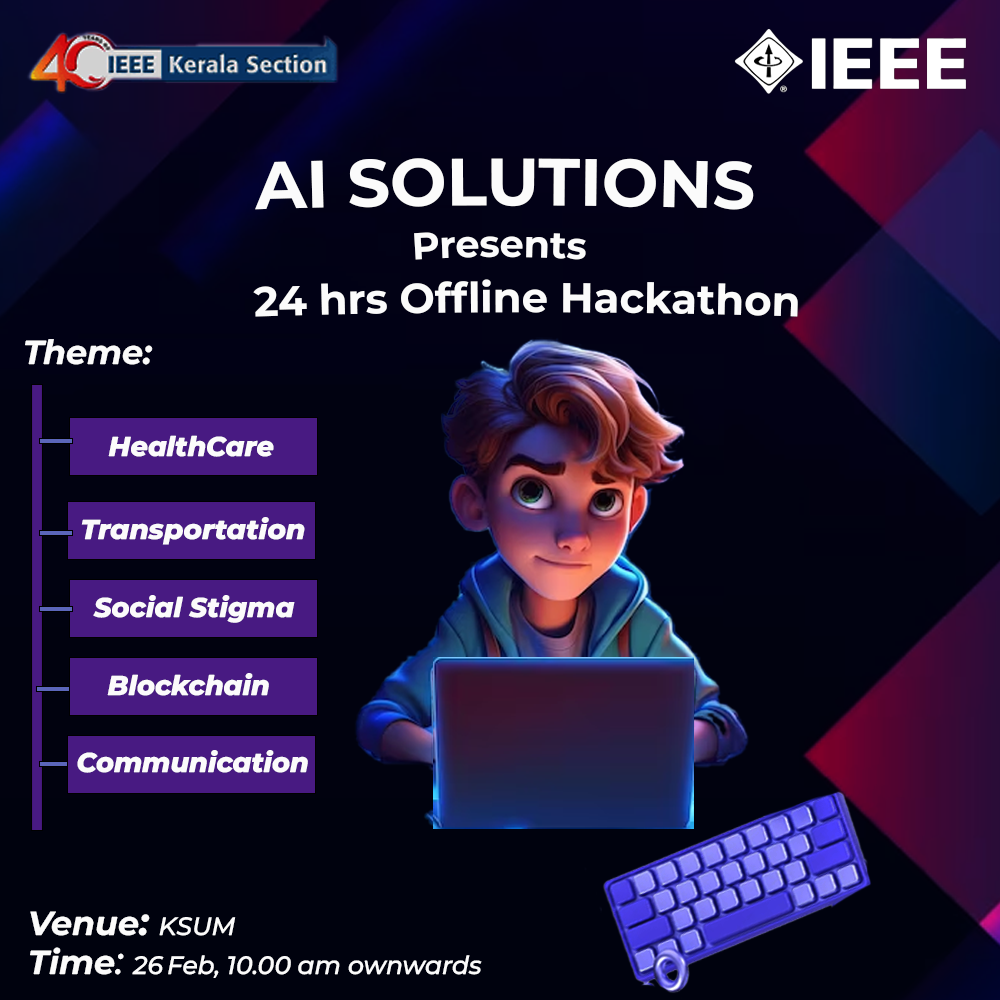 40 YEARS OF IEEE Kerala Section
IEEE
AI SOLUTIONS
Presents
24 hrs Offline Hackathon
Theme:
HealthCare
Transportation
Social Stigma
Blockchain
Communication
Venue: KSUM
Time: 26 Feb, 10.00 am ownwards